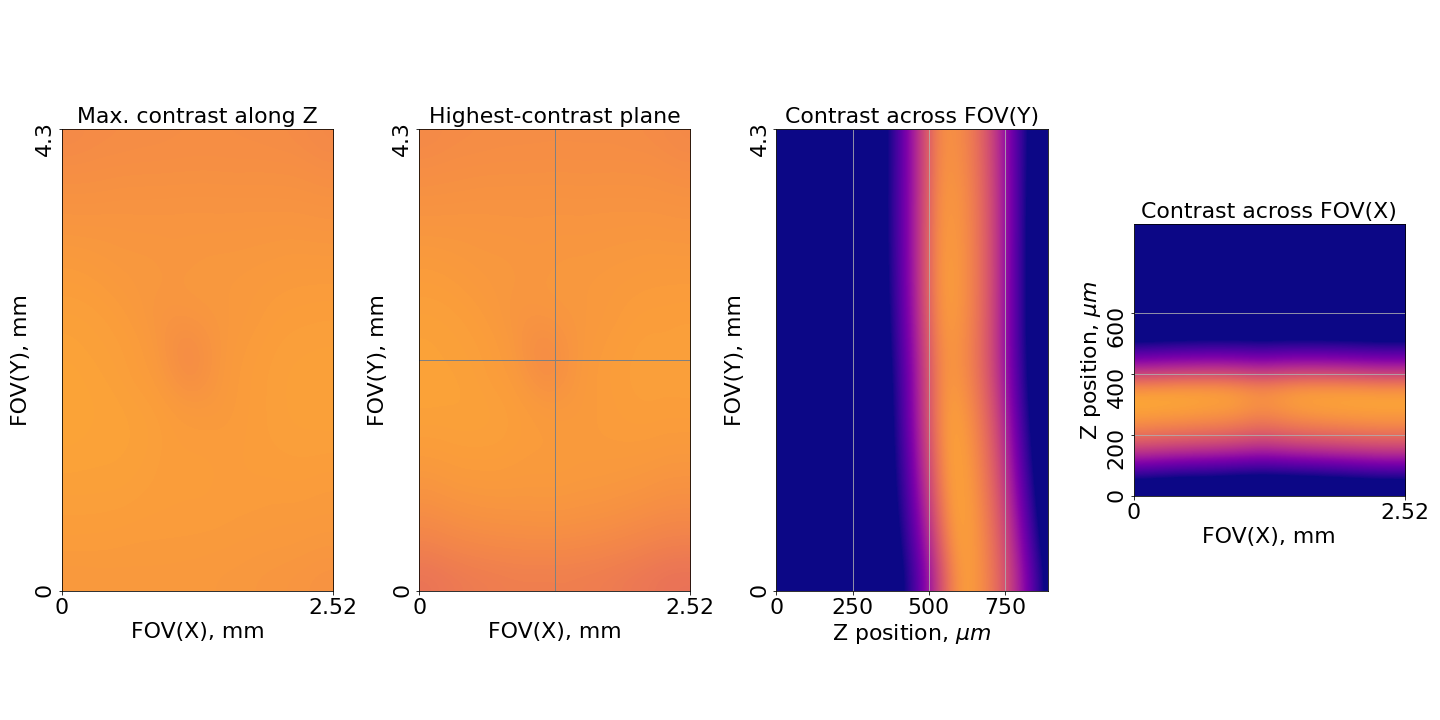 Max. contrast along Z
4.3
FOV(Y), mm
0
0
2.52
FOV(X), mm
Highest-contrast plane
4.3
FOV(Y), mm
0
0
2.52
FOV(X), mm
Contrast across FOV(Y)
4.3
FOV(Y), mm
0
0
250
500
750
Z position, μm
Contrast across FOV(X)
600
400
200
0
Z position, μm
0
2.52
FOV(X), mm